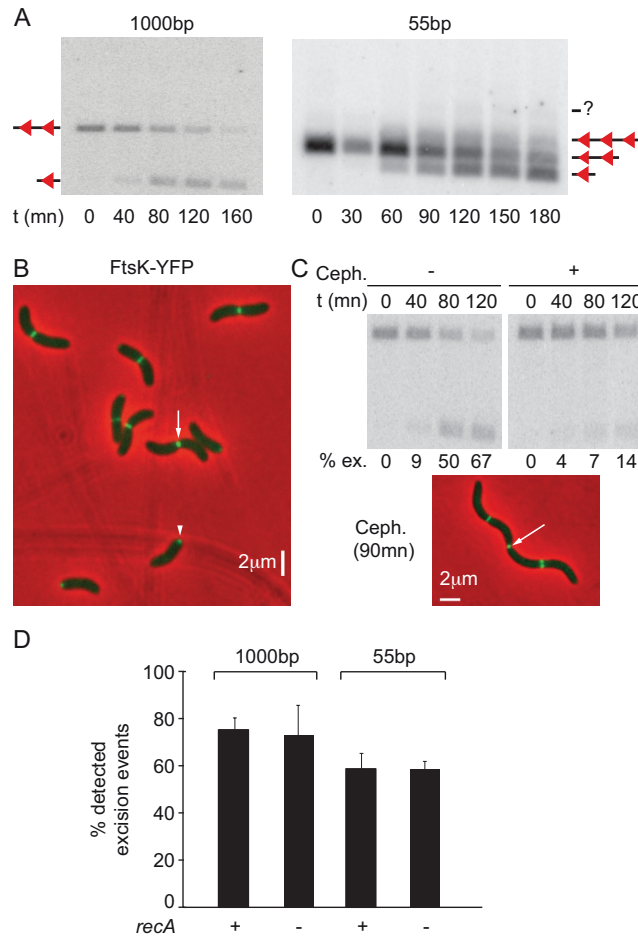 A
1000bp 55bp
?
t (mn) 0 40 80 120 160 0 30 60 90 120 150 180
B
FtsK-YFP
2µm
C
Ceph. - +
t (mn) 0 40 80 120 0 40 80 120
% ex. 0 9 50 67 0 4 7 14
Ceph.
(90mn)
2µm
D
1000bp 55bp
% detected
excision events
100
80
60
40
20
0
recA + - + -